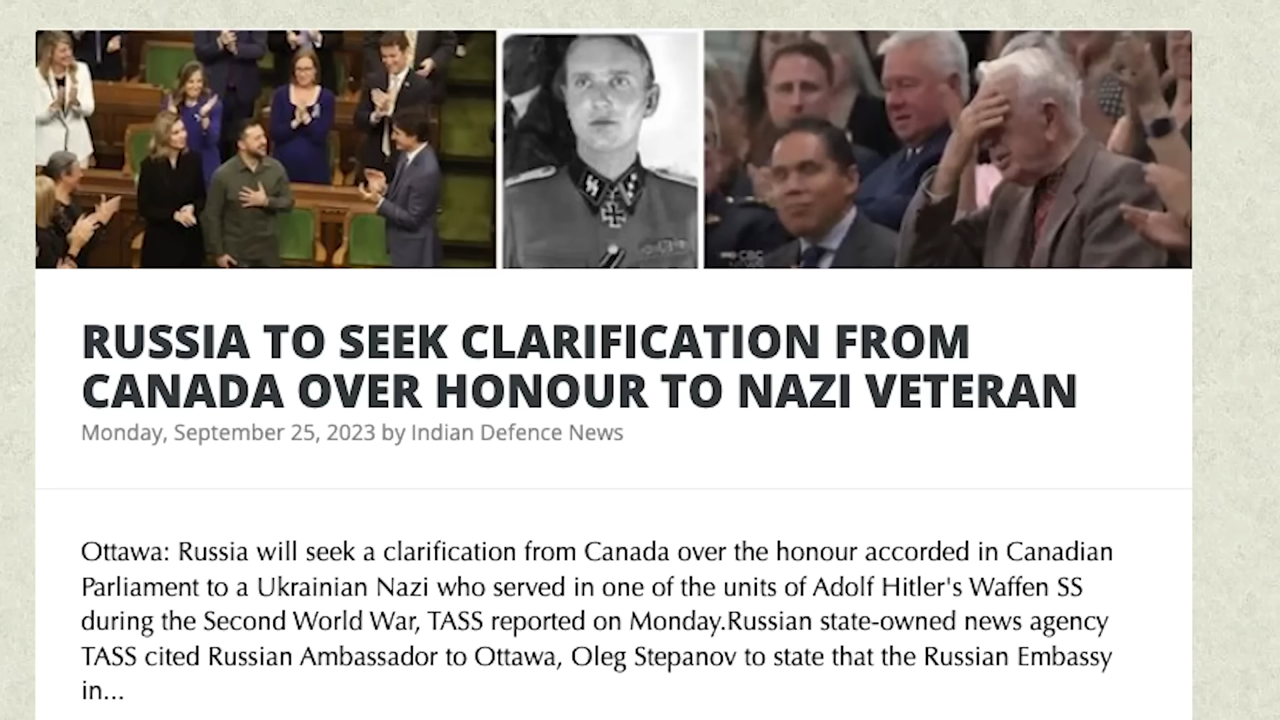 RUSSIA TO SEEK CLARIFICATION FROM
CANADA OVER HONOUR TO NAZI VETERAN
Monday, September 25, 2023 by Indian Defence News
Ottawa: Russia will seek a clarification from Canada over the honour accorded in Canadian
Parliament to a Ukrainian Nazi who served in one of the units of Adolf Hitler's Waffen SS
during the Second World War, TASS reported on Monday.Russian state-owned news agency
TASS cited Russian Ambassador to Ottawa, Oleg Stepanov to state that the Russian Embassy
in...